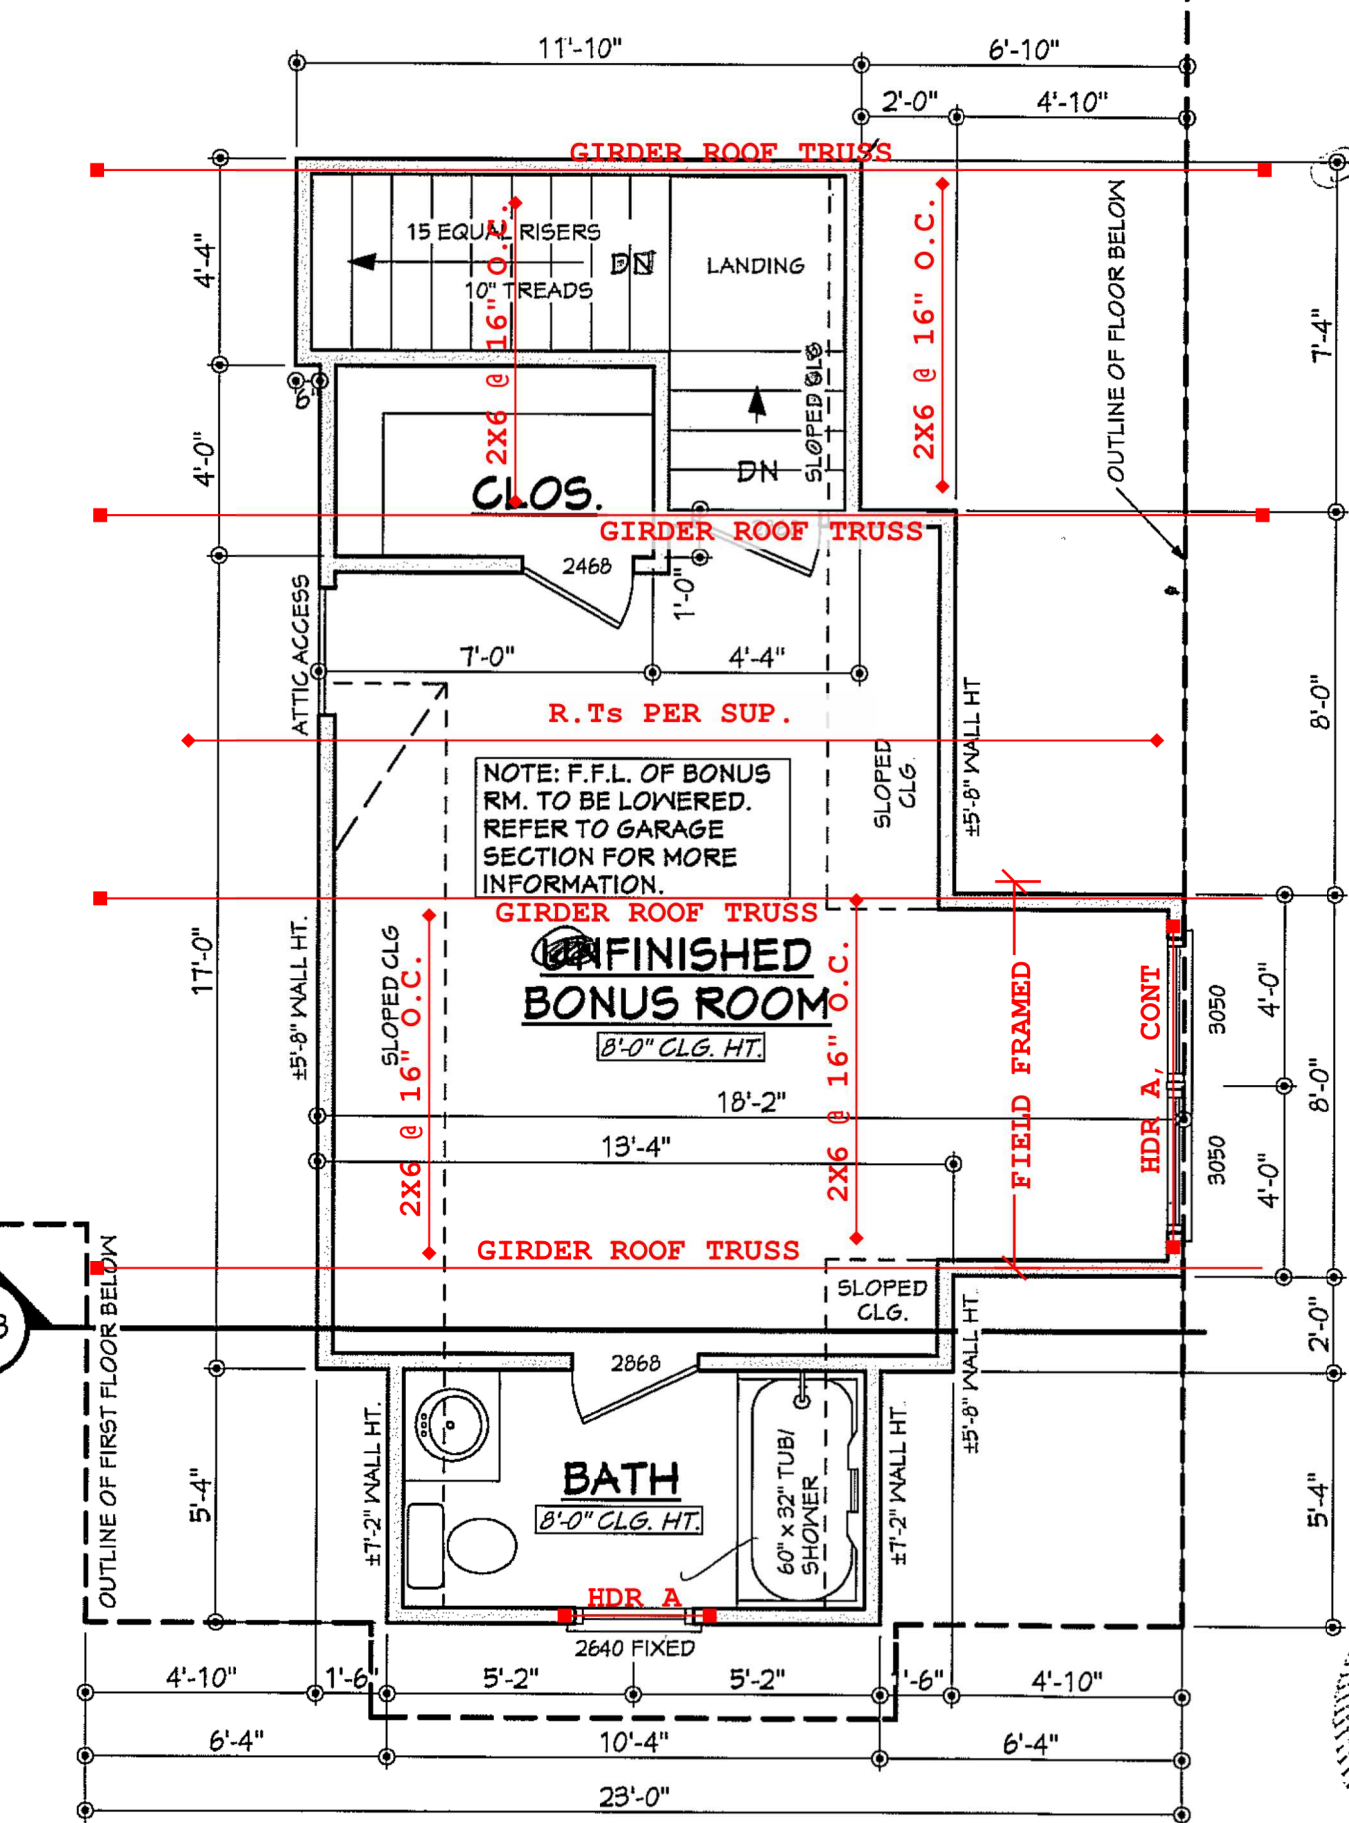 11'-10"
6'-10"
2'-0"
4'-10"
GIRDER ROOF TRUSS
15 EQUAL RISERS
10" TREADS
DN
LANDING
2X6 @ 16" O.C.
2X6 @ 16" O.C.
OUTLINE OF FLOOR BELOW
4'-4"
7'-4"
6"
SLOPED CLG
DN
4'-0"
CLOS.
GIRDER ROOF TRUSS
2468
1'-0"
ATTIC ACCESS
7'-0"
4'-4"
8'-0"
R.Ts PER SUP.
NOTE: F.F.L. OF BONUS
RM. TO BE LOWERED.
REFER TO GARAGE
SECTION FOR MORE
INFORMATION.
SLOPED
CLG.
±5'-8" WALL HT
GIRDER ROOF TRUSS
17'-0"
±5'-8" WALL HT.
SLOPED CLG
2X6 @ 16" O.C.
UNFINISHED
BONUS ROOM
8'-0" CLG. HT.
2X6 @ 16" O.C.
FIELD FRAMED
HDR A, CONT
3050
3050
4'-0"
4'-0"
8'-0"
18'-2"
13'-4"
GIRDER ROOF TRUSS
SLOPED
CLG.
OUTLINE OF FIRST FLOOR BELOW
3
2'-0"
±5'-8" WALL HT.
2868
±7'-2" WALL HT.
5'-4"
BATH
8'-0" CLG. HT.
60" x 32" TUB/
SHOWER
±7'-2" WALL HT.
5'-4"
HDR A
2640 FIXED
4'-10"
1'-6"
5'-2"
5'-2"
'-6"
4'-10"
6'-4"
10'-4"
6'-4"
23'-0"